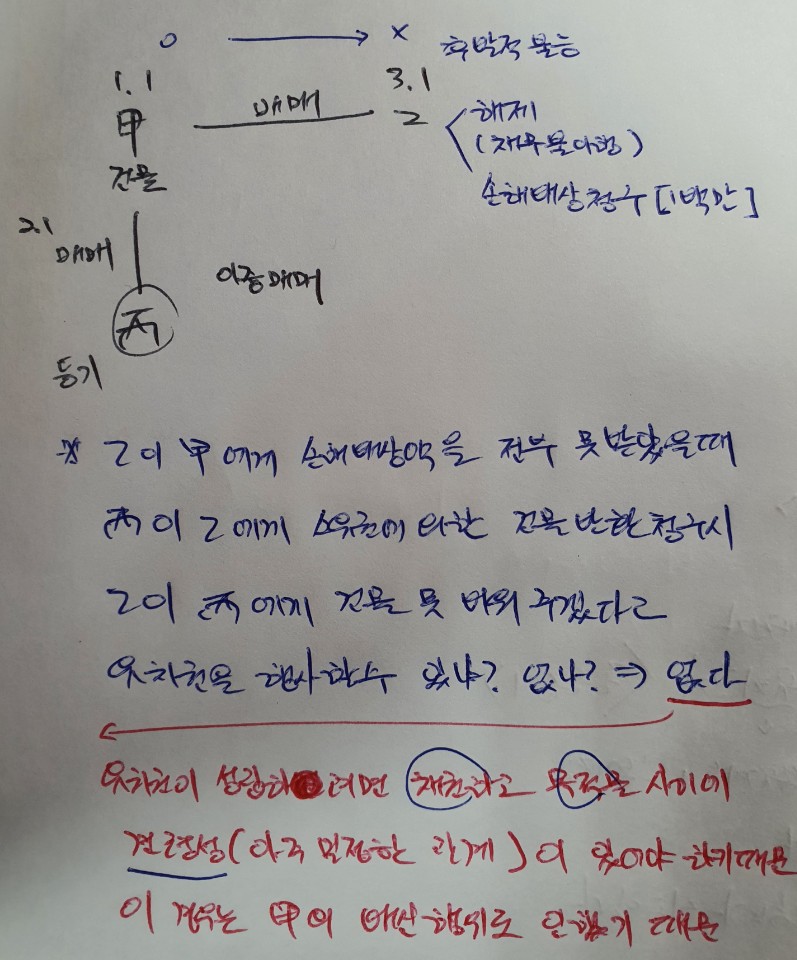 ○ → × 후발적 불능
1.1 3.1
甲 매매 乙 해제
(채무불이행)
건물
손해배상청구 [1백만]
2.1
매매 이중매매
丙
등기
※ 乙이 甲에게 손해배상액을 전부 못 받았을때
丙이 乙에게 소유권에 의한 건물 반환청구시
乙이 丙에게 건물 못 비워 주겠다고
유치권을 행사할수 있나? 없나? ⇒ 없다
유치권이 성립하려면 채권하고 목적물 사이에
견련성(아주 밀접한 관계)이 있어야 하기때문
이 경우는 甲의 배신행위로 인했기 때문